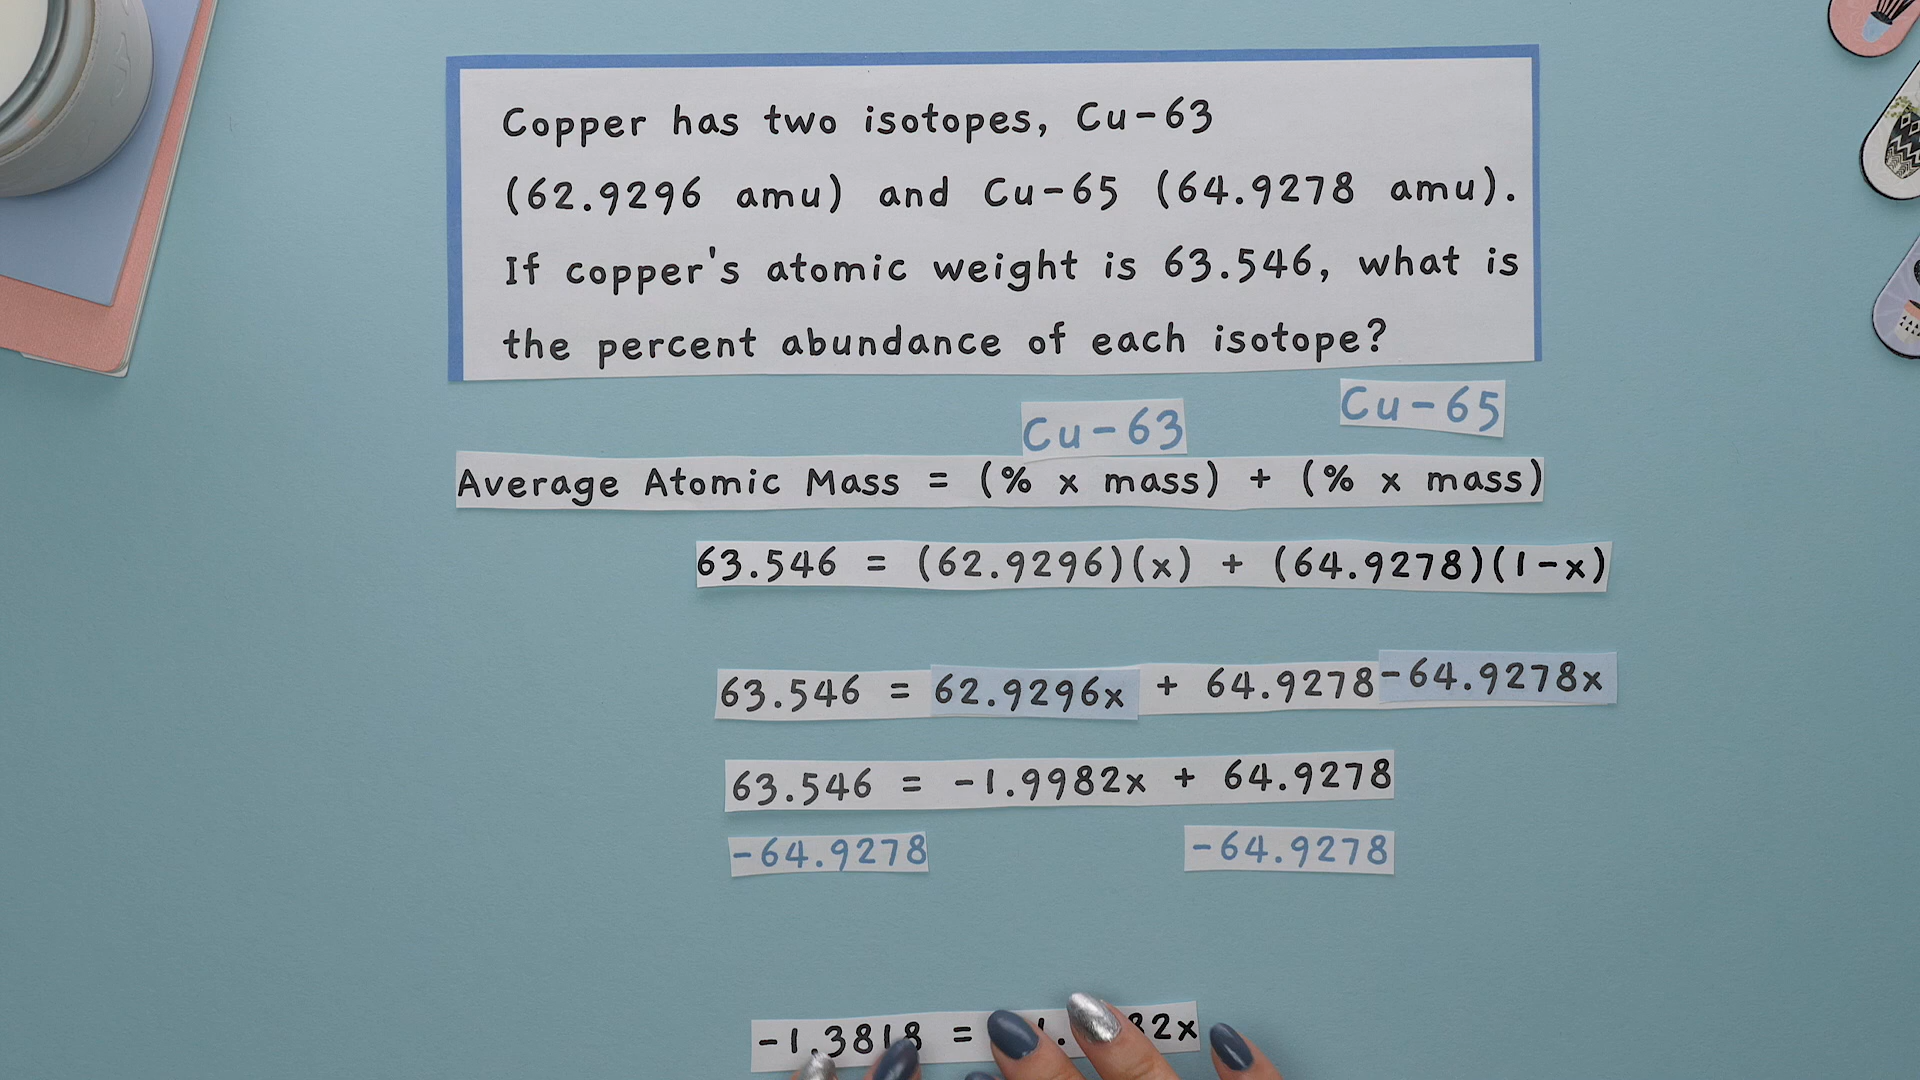 Copper has two isotopes, Cu-63
(62.9296 amu) and Cu-65 (64.9278 amu).
If copper's atomic weight is 63.546, what is
the percent abundance of each isotope?
Cu-63 Cu-65
Average Atomic Mass = (% x mass) + (% x mass)
63.546 = (62.9296)(x) + (64.9278)(1-x)
63.546 = 62.9296x + 64.9278 -64.9278x
63.546 = -1.9982x + 64.9278
-64.9278 -64.9278
-1.3818 =